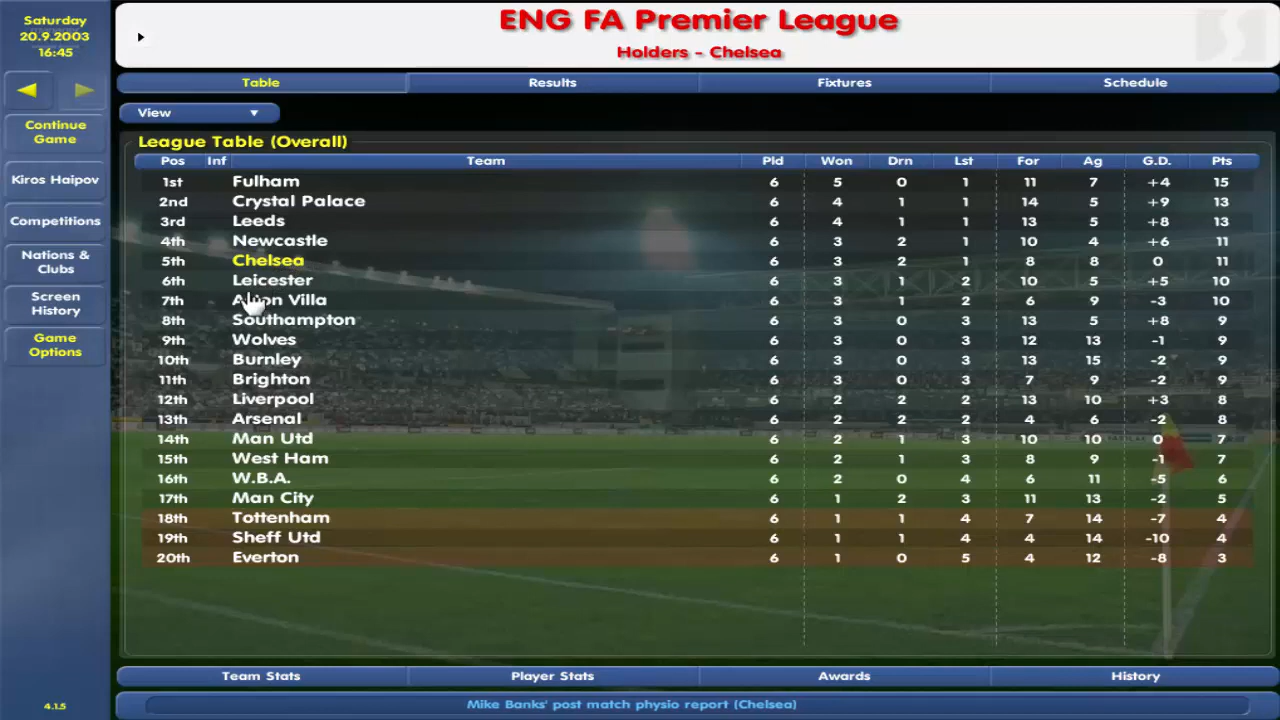 Saturday
20.9.2003
16:45
ENG FA Premier League
Holders - Chelsea
Table Results Fixtures Schedule
View
Continue Game
Kiros Haipov
Competitions
Nations & Clubs
Screen History
Game Options
4.1.5
League Table (Overall)
Pos Inf Team Pld Won Drn Lst For Ag G.D. Pts
1st Fulham 6 5 0 1 11 7 +4 15
2nd Crystal Palace 6 4 1 1 14 5 +9 13
3rd Leeds 6 4 1 1 13 5 +8 13
4th Newcastle 6 3 2 1 10 4 +6 11
5th Chelsea 6 3 2 1 8 8 0 11
6th Leicester 6 3 1 2 10 5 +5 10
7th Aston Villa 6 3 1 2 6 9 -3 10
8th Southampton 6 3 0 3 13 5 +8 9
9th Wolves 6 3 0 3 12 13 -1 9
10th Burnley 6 3 0 3 13 15 -2 9
11th Brighton 6 3 0 3 7 9 -2 9
12th Liverpool 6 2 2 2 13 10 +3 8
13th Arsenal 6 2 2 2 4 6 -2 8
14th Man Utd 6 2 1 3 10 10 0 7
15th West Ham 6 2 1 3 8 9 -1 7
16th W.B.A. 6 2 0 4 6 11 -5 6
17th Man City 6 1 2 3 11 13 -2 5
18th Tottenham 6 1 1 4 7 14 -7 4
19th Sheff Utd 6 1 1 4 4 14 -10 4
20th Everton 6 1 0 5 4 12 -8 3
Team Stats Player Stats Awards History
Mike Banks' post match physio report (Chelsea)